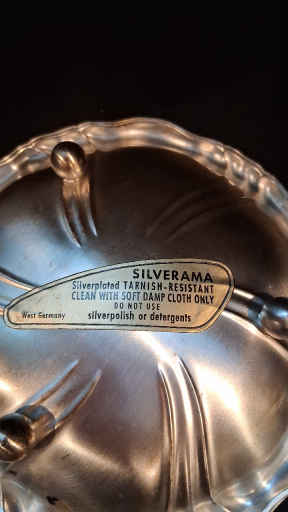 SILVERAMA
Silverplated TARNISH-RESISTANT
CLEAN WITH SOFT DAMP CLOTH ONLY
DO NOT USE
West Germany silverpolish or detergents